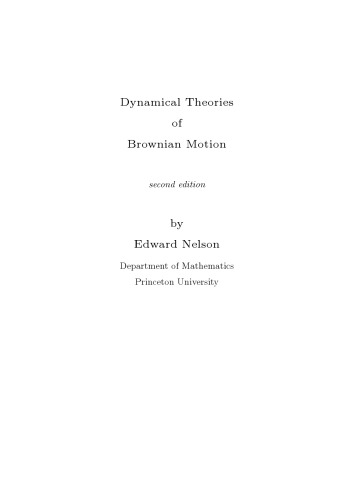 Dynamical Theories
of
Brownian Motion
second edition
by
Edward Nelson
Department of Mathematics
Princeton University